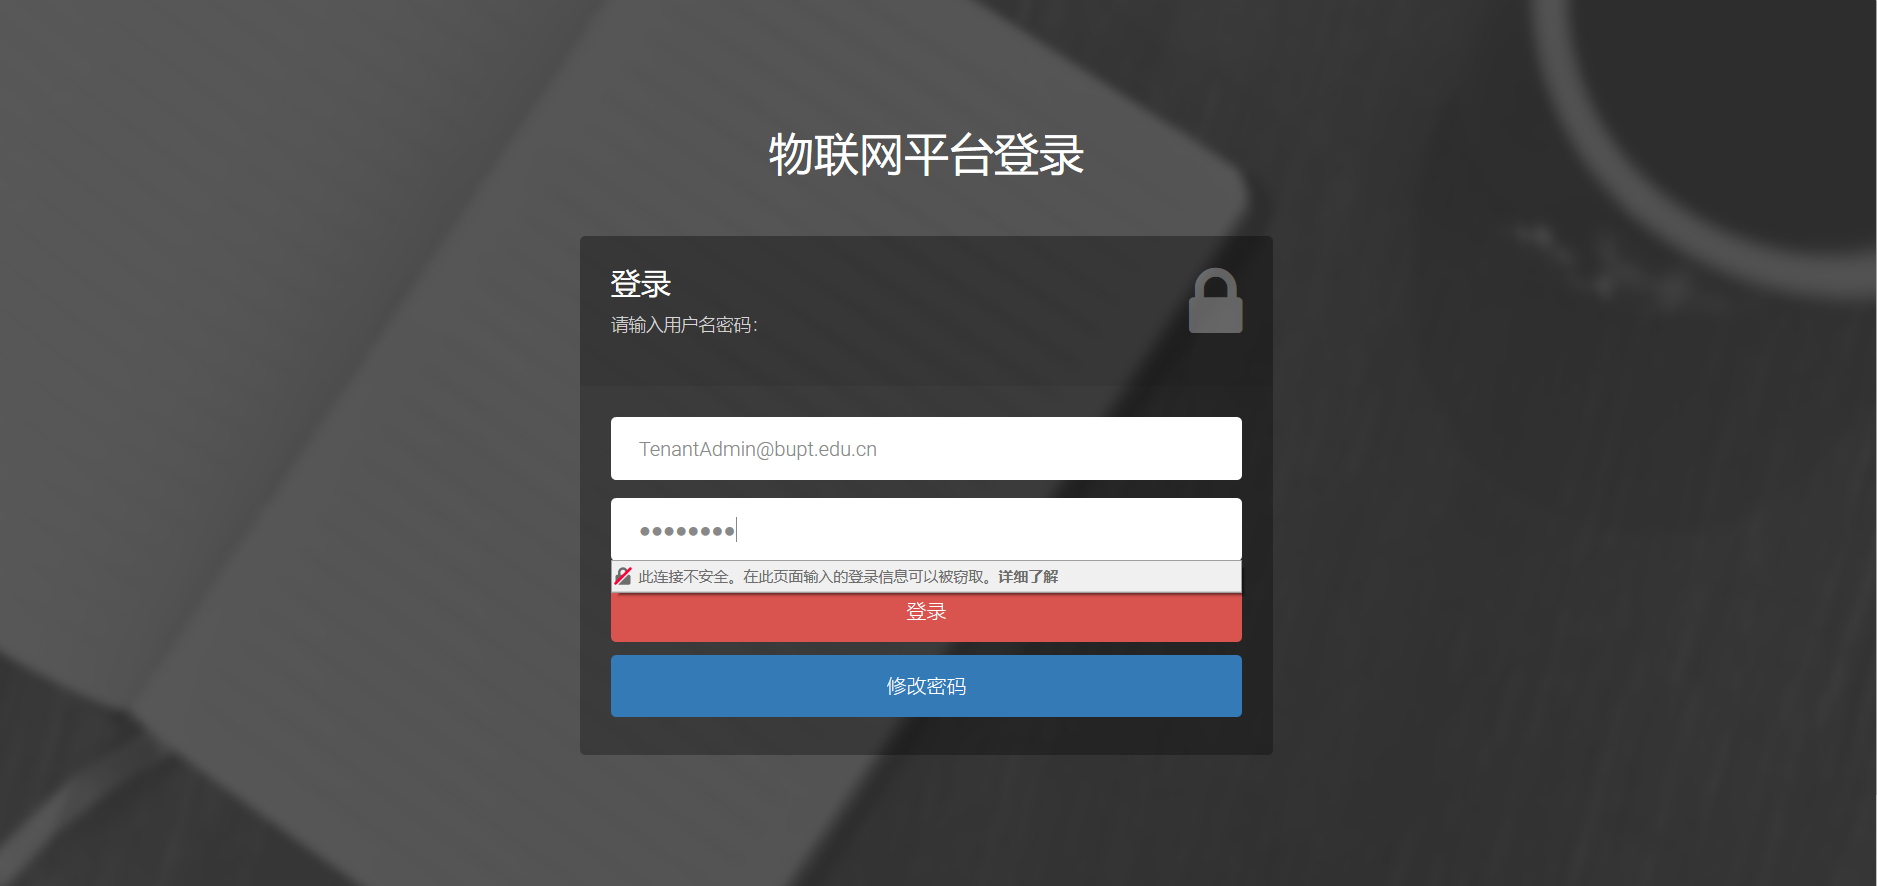 物联网平台登录
登录
请输入用户名密码：
TenantAdmin@bupt.edu.cn
●●●●●●●●
此连接不安全。在此页面输入的登录信息可以被窃取。详细了解
登录
修改密码